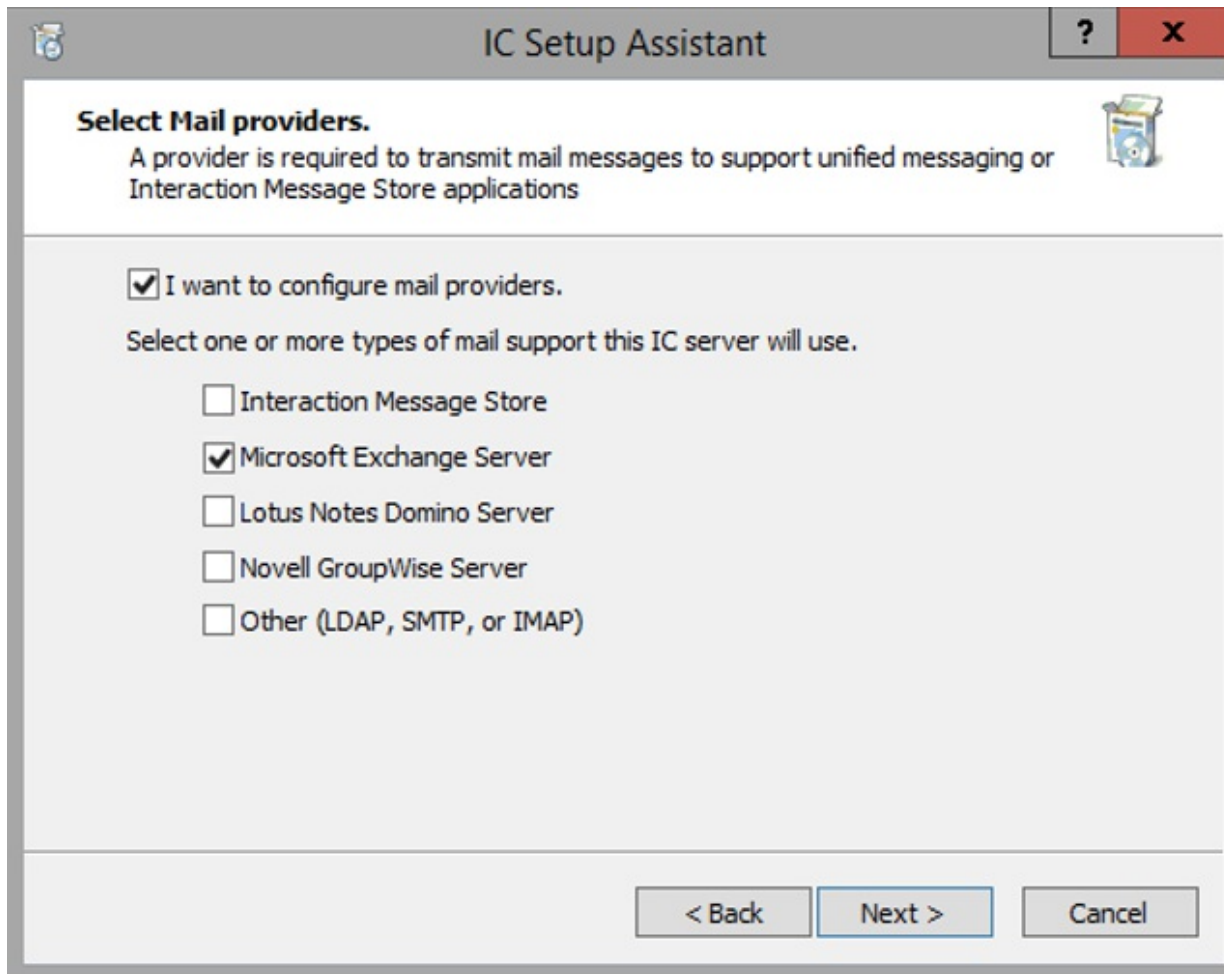 IC Setup Assistant
?
x
Select Mail providers.
A provider is required to transmit mail messages to support unified messaging or
Interaction Message Store applications
I want to configure mail providers.
Select one or more types of mail support this IC server will use.
Interaction Message Store
Microsoft Exchange Server
Lotus Notes Domino Server
Novell GroupWise Server
Other (LDAP, SMTP, or IMAP)
< Back
Next >
Cancel